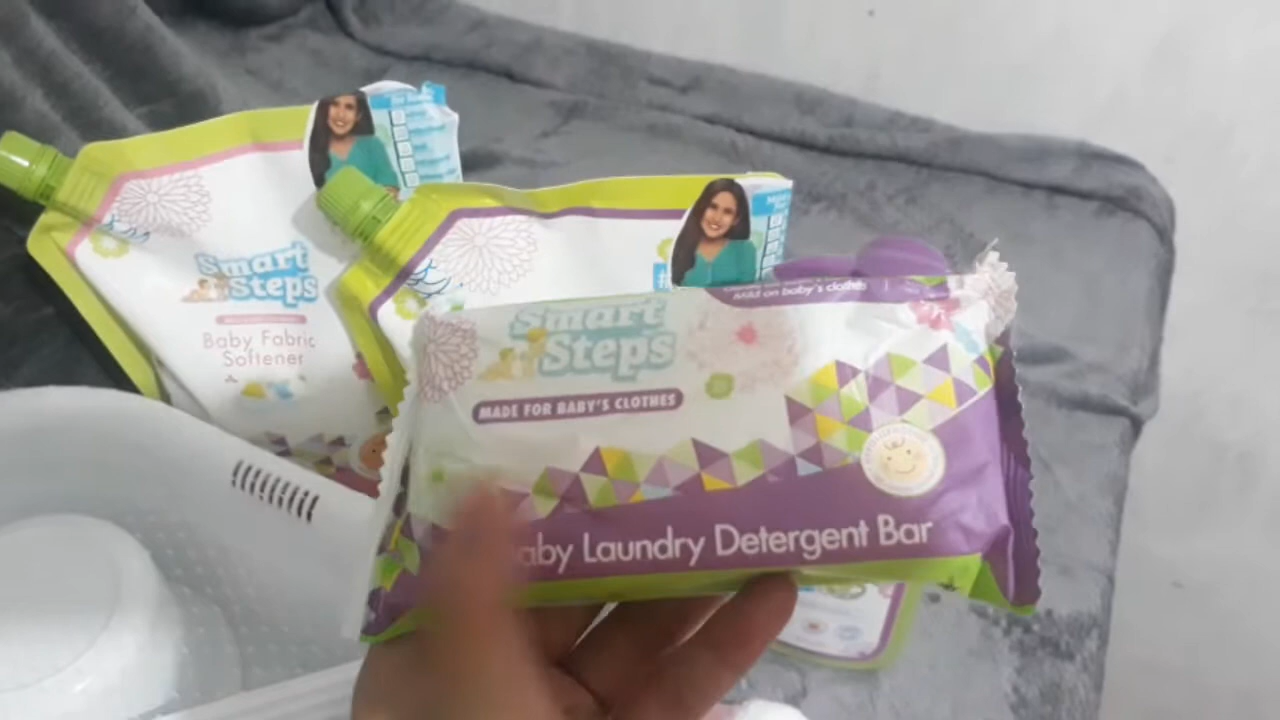 Smart
Steps
Baby Fabric
Softener
mild on baby's clothes
Smart
Steps
MADE FOR BABY'S CLOTHES
aby Laundry Detergent Bar